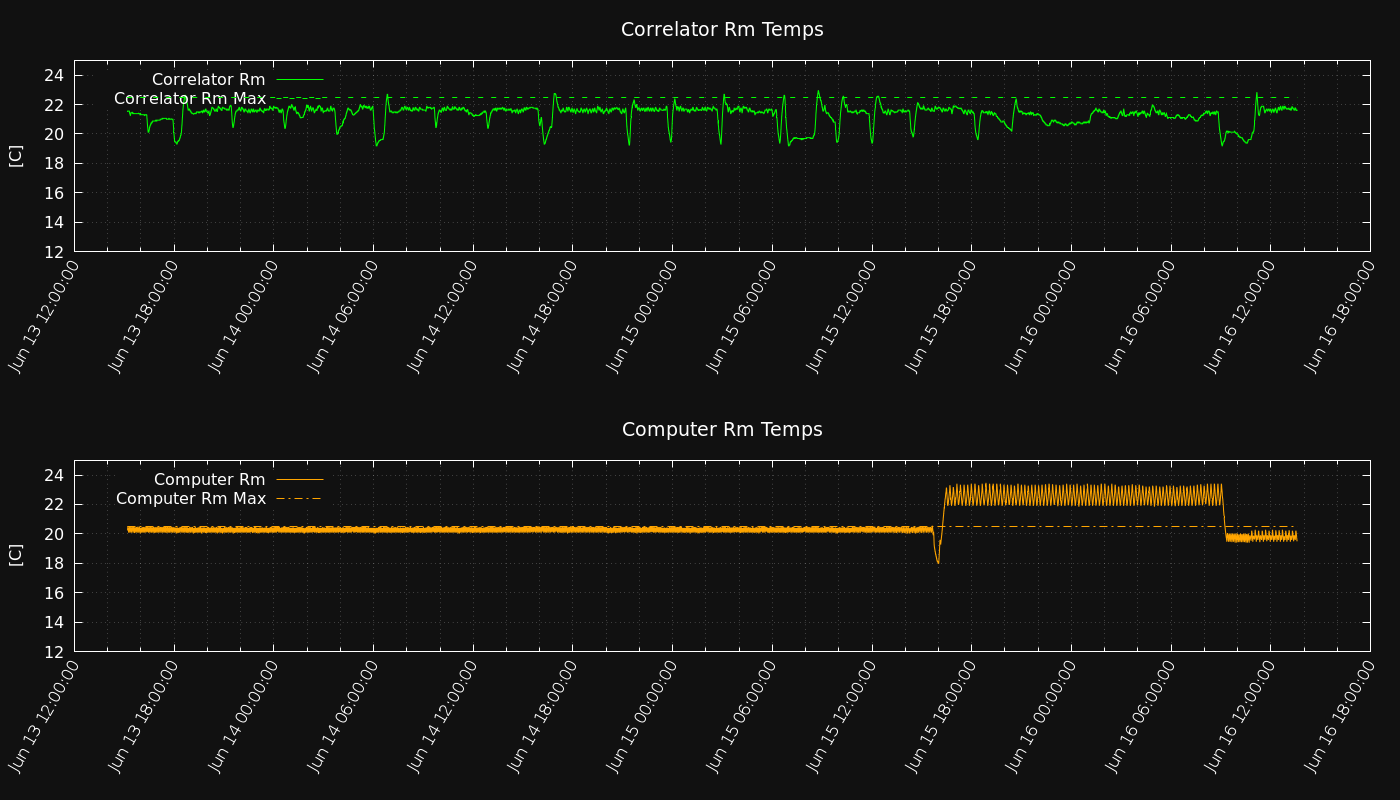 Correlator Rm Temps
Correlator Rm
Correlator Rm Max
24
22
20
18
16
14
12
[C]
Jun 13 12:00:00
Jun 13 18:00:00
Jun 14 00:00:00
Jun 14 06:00:00
Jun 14 12:00:00
Jun 14 18:00:00
Jun 15 00:00:00
Jun 15 06:00:00
Jun 15 12:00:00
Jun 15 18:00:00
Jun 16 00:00:00
Jun 16 06:00:00
Jun 16 12:00:00
Jun 16 18:00:00
Computer Rm Temps
Computer Rm
Computer Rm Max
24
22
20
18
16
14
12
[C]
Jun 13 12:00:00
Jun 13 18:00:00
Jun 14 00:00:00
Jun 14 06:00:00
Jun 14 12:00:00
Jun 14 18:00:00
Jun 15 00:00:00
Jun 15 06:00:00
Jun 15 12:00:00
Jun 15 18:00:00
Jun 16 00:00:00
Jun 16 06:00:00
Jun 16 12:00:00
Jun 16 18:00:00